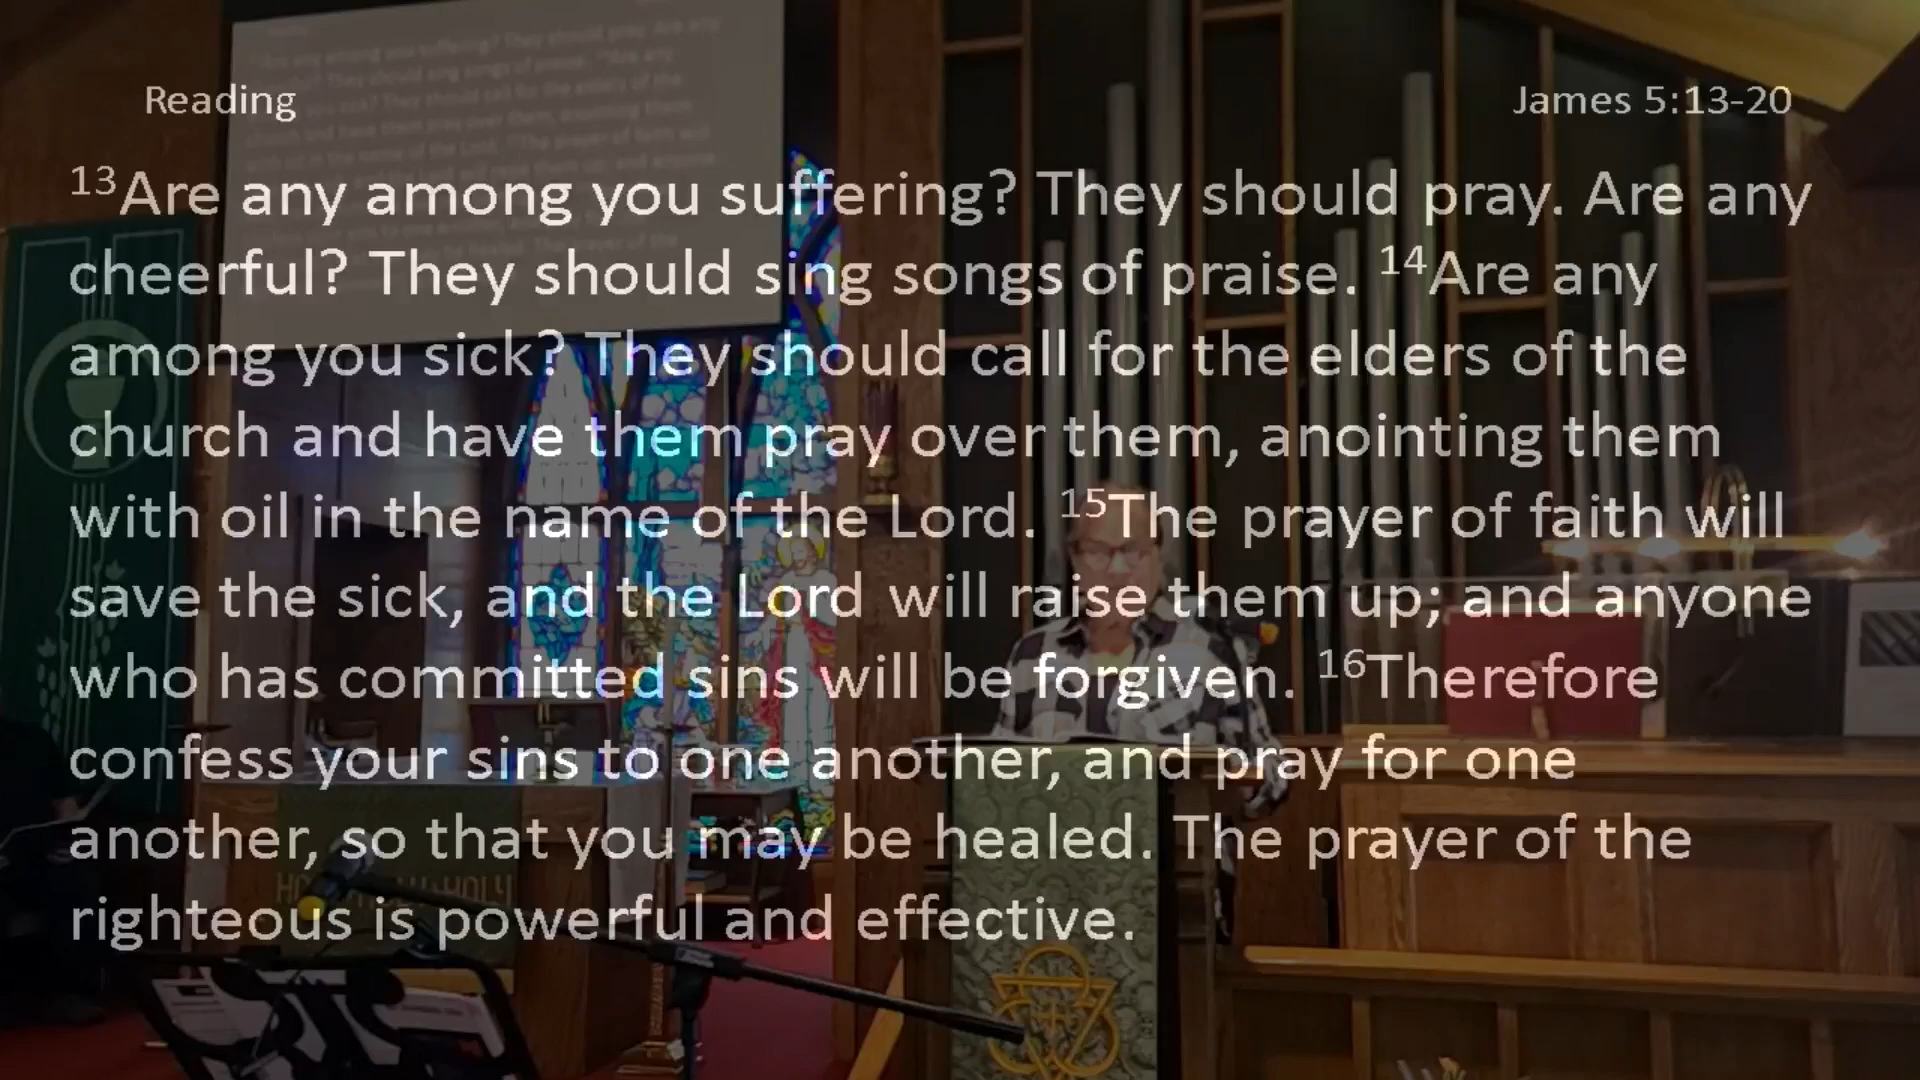 Reading
James 5:13-20
¹³Are any among you suffering? They should pray. Are any
cheerful? They should sing songs of praise. ¹⁴Are any
among you sick? They should call for the elders of the
church and have them pray over them, anointing them
with oil in the name of the Lord. ¹⁵The prayer of faith will
save the sick, and the Lord will raise them up; and anyone
who has committed sins will be forgiven. ¹⁶Therefore
confess your sins to one another, and pray for one
another, so that you may be healed. The prayer of the
righteous is powerful and effective.